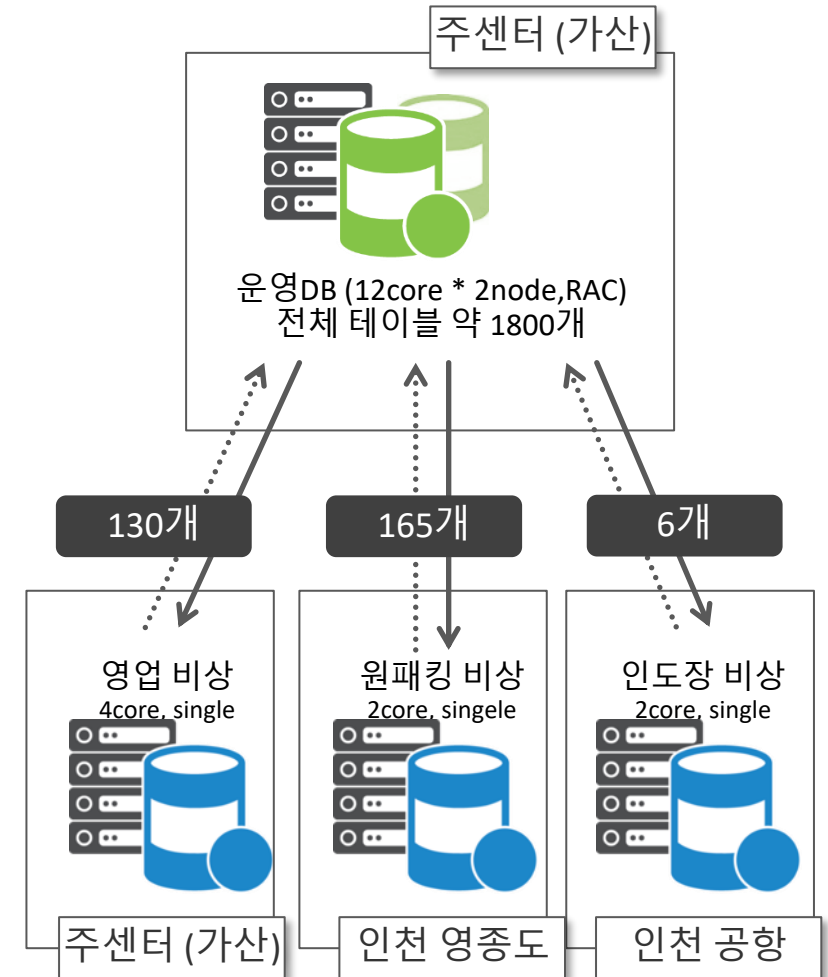 주센터 (가산)
운영DB (12core * 2node,RAC)
전체 테이블 약 1800개
130개
165개
6개
영업 비상
4core, single
원패킹 비상
2core, singele
인도장 비상
2core, single
주센터 (가산)
인천 영종도
인천 공항